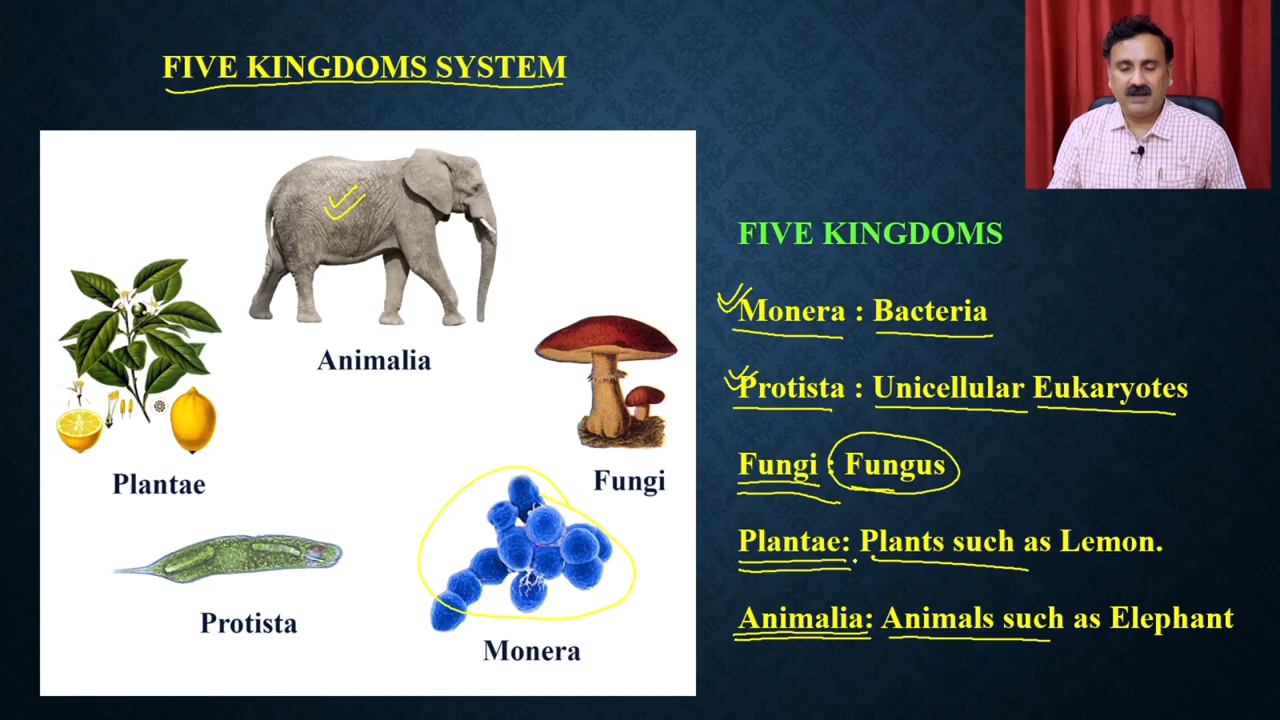 FIVE KINGDOMS SYSTEM
Animalia
Plantae
Fungi
Protista
Monera
FIVE KINGDOMS
Monera : Bacteria
Protista : Unicellular Eukaryotes
Fungi : Fungus
Plantae: Plants such as Lemon.
Animalia: Animals such as Elephant